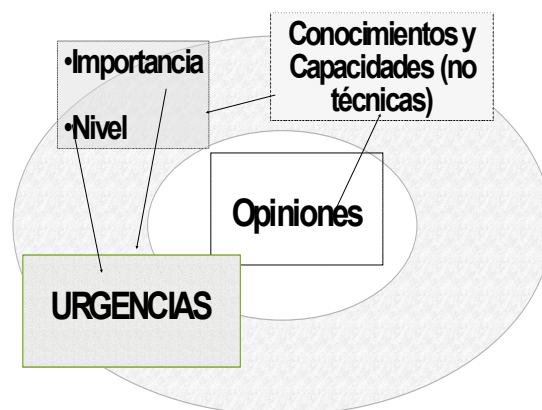 •Importancia
•Nivel
Conocimientos y
Capacidades (no
técnicas)
Opiniones
URGENCIAS